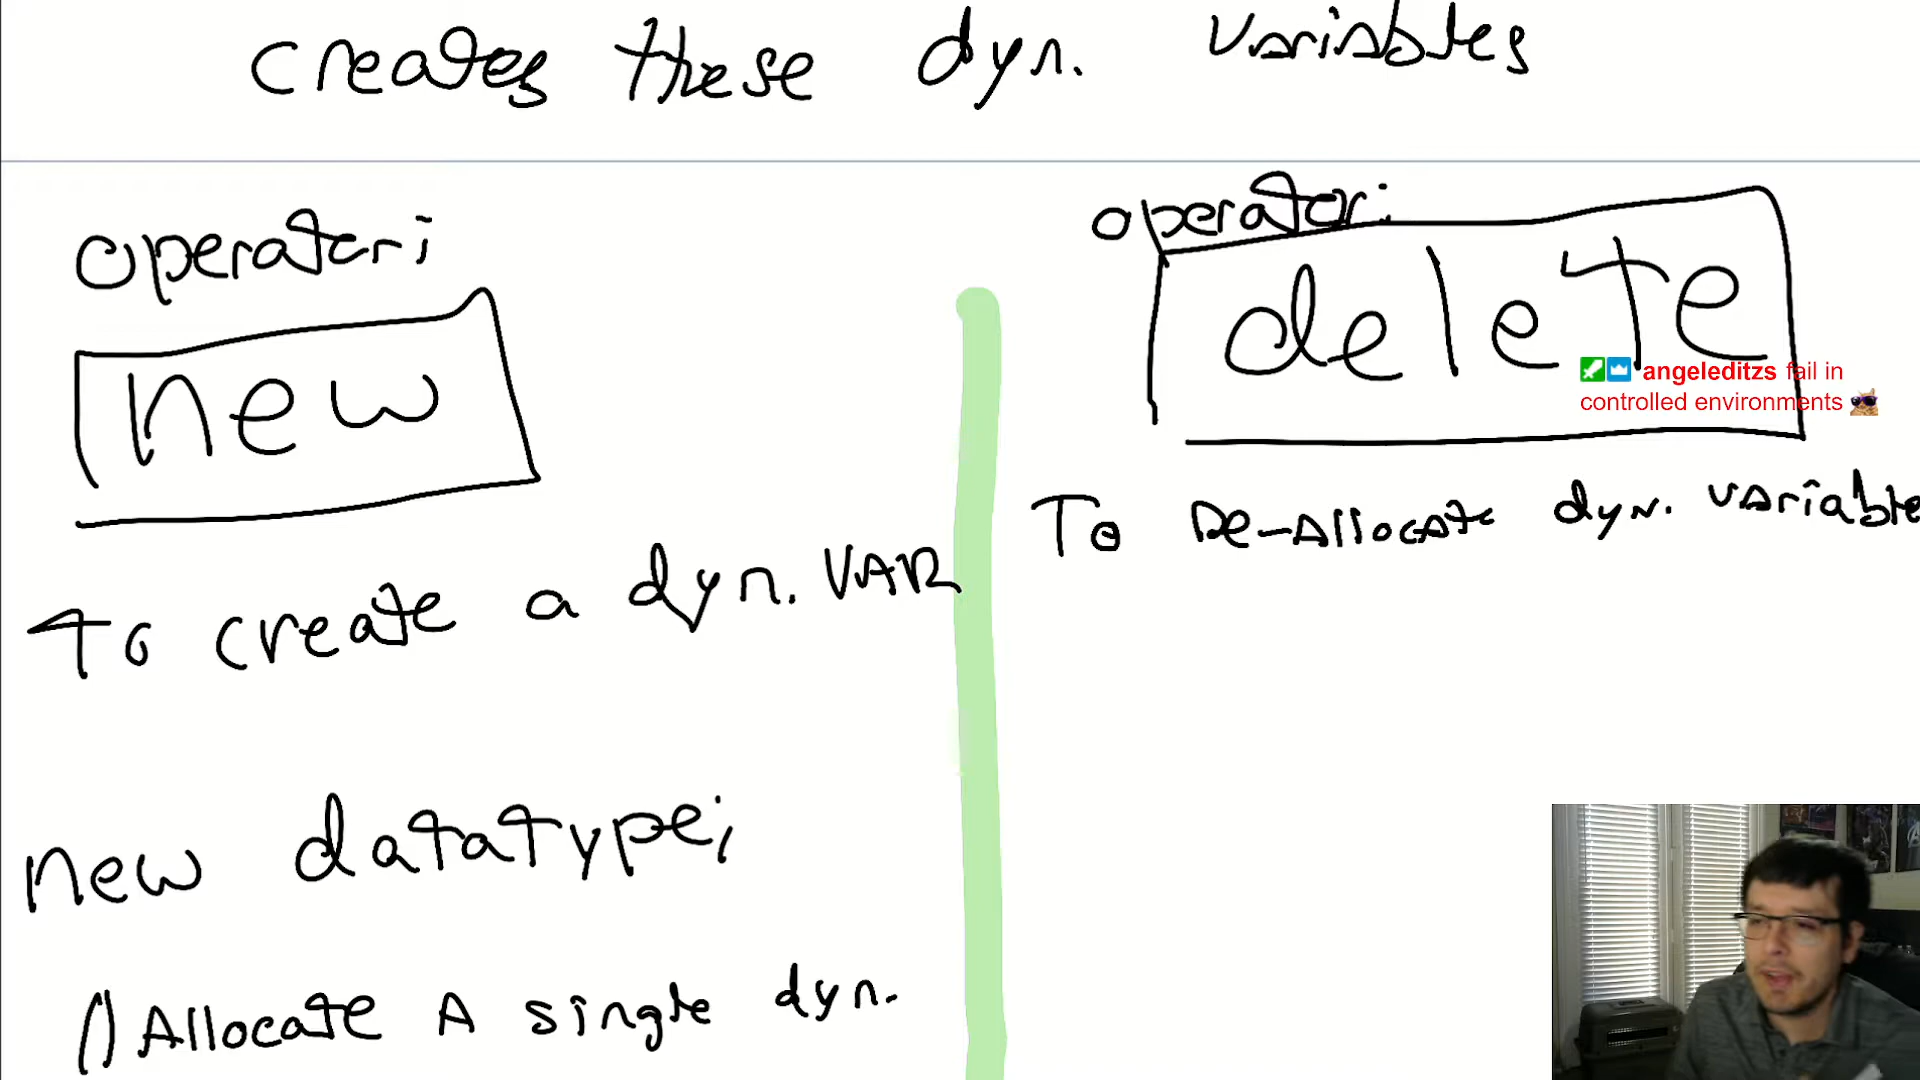 creates these dyn. variables
operator:
new
To create a dyn. VAR
new datatype;
//Allocate A single dyn.
operator:
delete
angeleditzs fail in
controlled environments
To De-Allocate dyn. variable